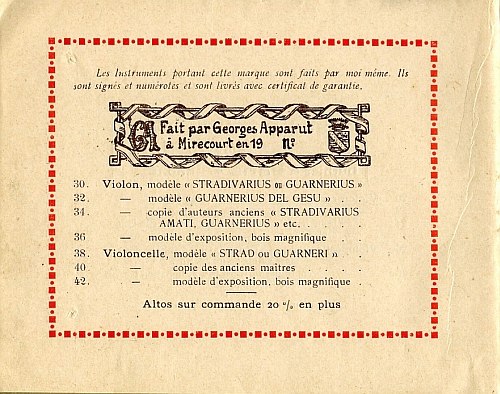 Les Instruments portant cette marque sont faits par moi même. Ils
sont signés et numérotés et sont livrés avec certificat de garantie.
GA Fait par Georges Apparut
à Mirecourt en 19 No
30. Violon, modèle « STRADIVARIUS ou GUARNERIUS »
32. — modèle « GUARNERIUS DEL GESU » . .
34. — copie d'auteurs anciens « STRADIVARIUS
AMATI, GUARNERIUS » etc. . . . .
36 — modèle d'exposition, bois magnifique . .
38. Violoncelle, modèle « STRAD ou GUARNERI » . .
40. — copie des anciens maîtres . . . .
42. — modèle d'exposition, bois magnifique .
Altos sur commande 20 % en plus